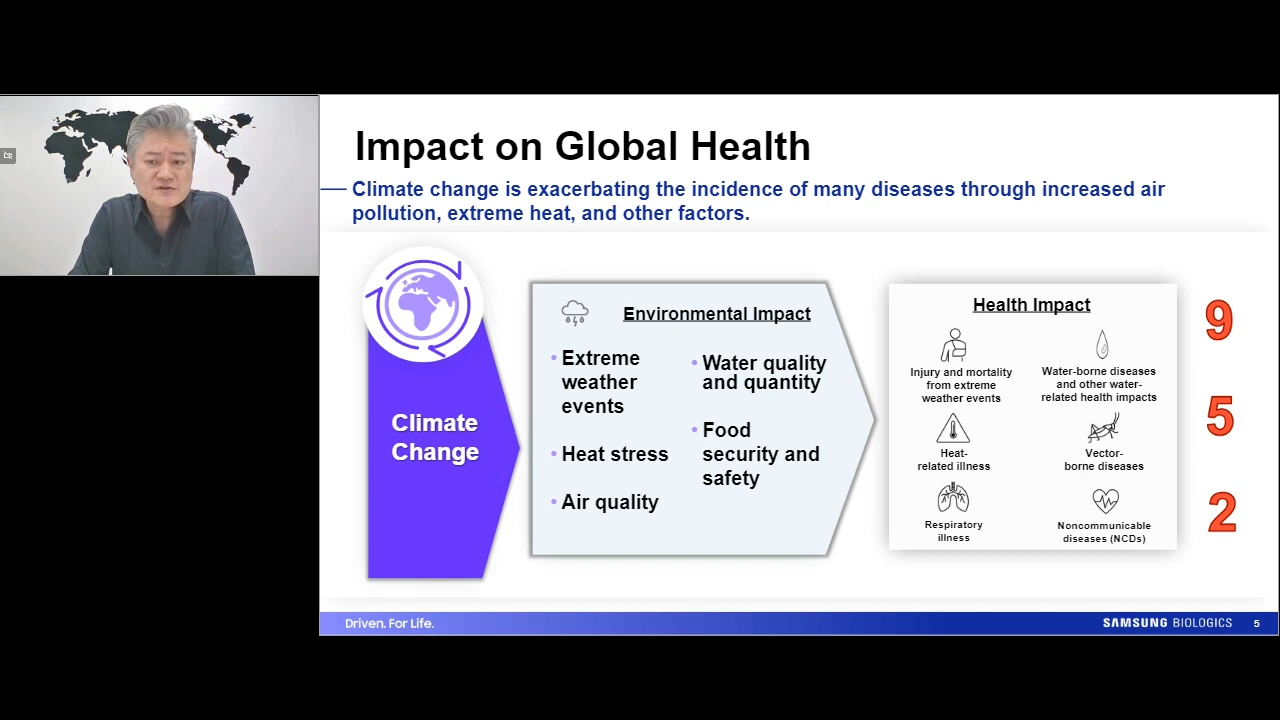 Impact on Global Health
Climate change is exacerbating the incidence of many diseases through increased air
pollution, extreme heat, and other factors.
Climate
Change
Environmental Impact
• Extreme
weather
events
• Heat stress
• Air quality
• Water quality
and quantity
• Food
security and
safety
Health Impact
Injury and mortality
from extreme
weather events
Water-borne diseases
and other water-
related health impacts
Heat-
related illness
Vector-
borne diseases
Respiratory
illness
Noncommunicable
diseases (NCDs)
9
5
2
Driven. For Life.
SAMSUNG BIOLOGICS
5